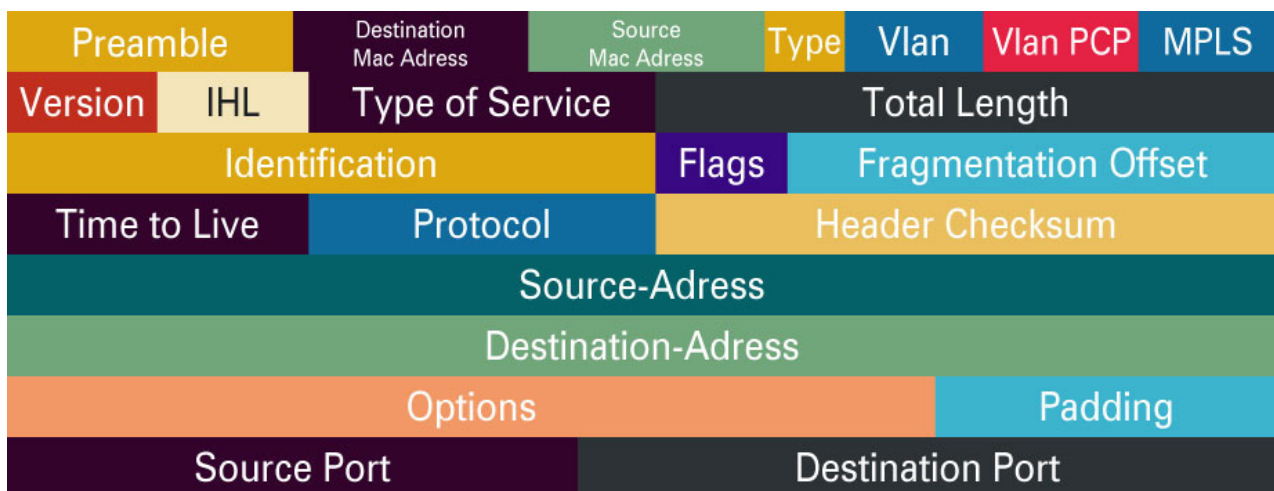 Preamble Destination Mac Adress Source Mac Adress Type Vlan Vlan PCP MPLS
Version IHL Type of Service Total Length
Identification Flags Fragmentation Offset
Time to Live Protocol Header Checksum
Source-Adress
Destination-Adress
Options Padding
Source Port Destination Port